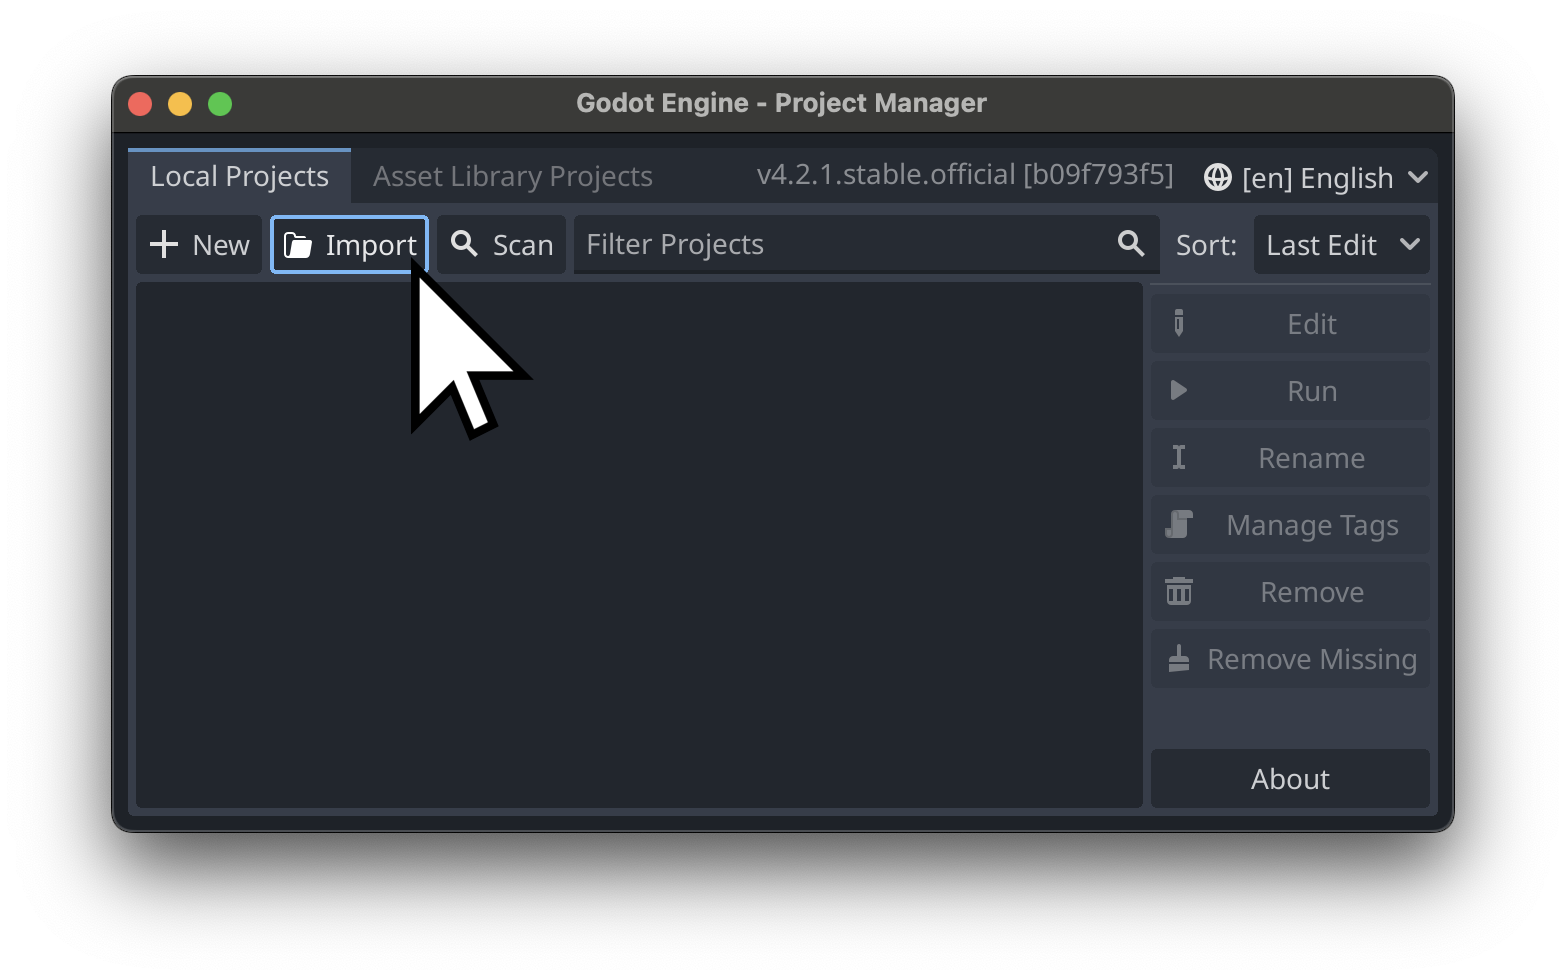 Godot Engine - Project Manager
Local Projects Asset Library Projects v4.2.1.stable.official [b09f793f5] [en] English
New Import Scan Filter Projects Sort: Last Edit
Edit
Run
Rename
Manage Tags
Remove
Remove Missing
About